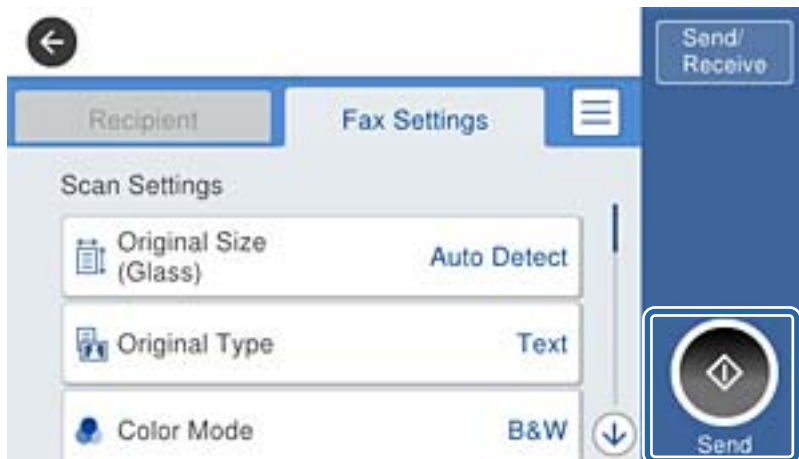 Send/
Receive
Recipient
Fax Settings
Scan Settings
Original Size
(Glass)
Auto Detect
Original Type
Text
Color Mode
B&W
Send